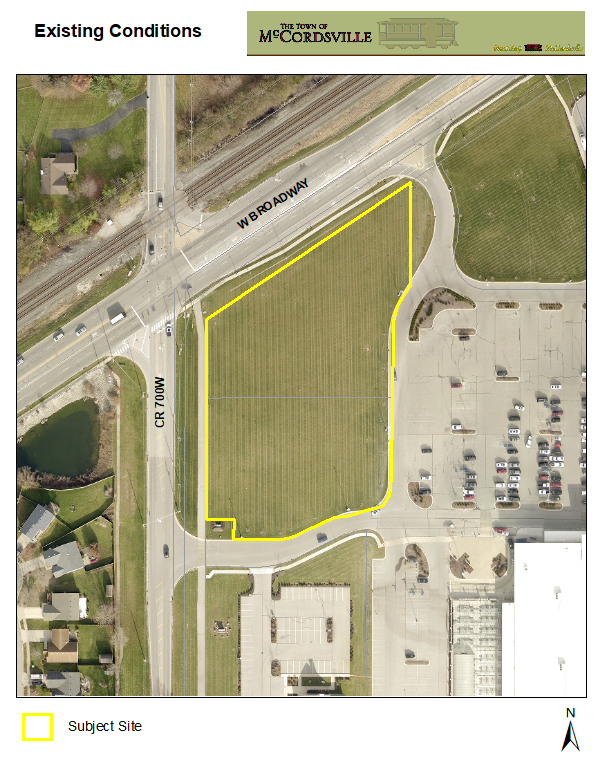 Existing Conditions
THE TOWN OF
McCORDSVILLE
W BROADWAY
CR 700W
Subject Site
N